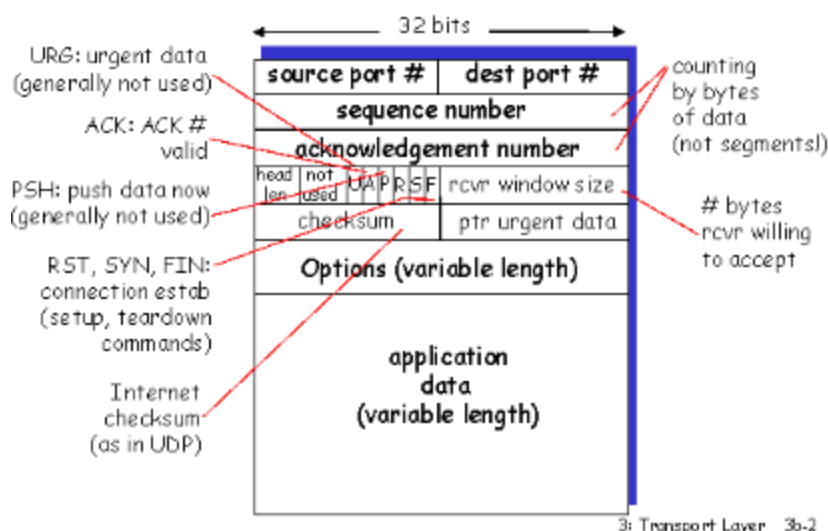 32 bits
URG: urgent data
(generally not used)
source port #
dest port #
counting
by bytes
of data
(not segments!)
sequence number
ACK: ACK #
valid
acknowledgement number
head
len
not
used
U
A
P
R
S
F
rcvr window size
PSH: push data now
(generally not used)
# bytes
rcvr willing
to accept
checksum
ptr urgent data
RST, SYN, FIN:
connection estab
(setup, teardown
commands)
Options (variable length)
application
data
(variable length)
Internet
checksum
(as in UDP)
3: Transport Layer 3b-2